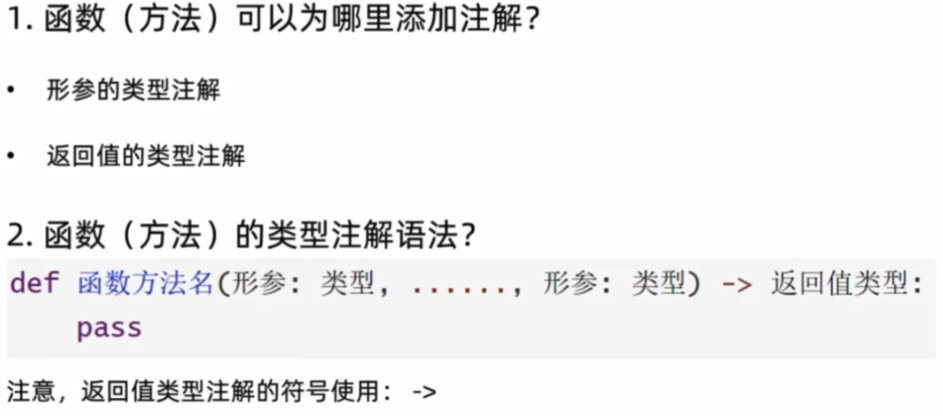 1. 函数（方法）可以为哪里添加注解？
• 形参的类型注解
• 返回值的类型注解
2. 函数（方法）的类型注解语法？
def 函数方法名(形参: 类型, ......, 形参: 类型) -> 返回值类型:
pass
注意，返回值类型注解的符号使用： ->